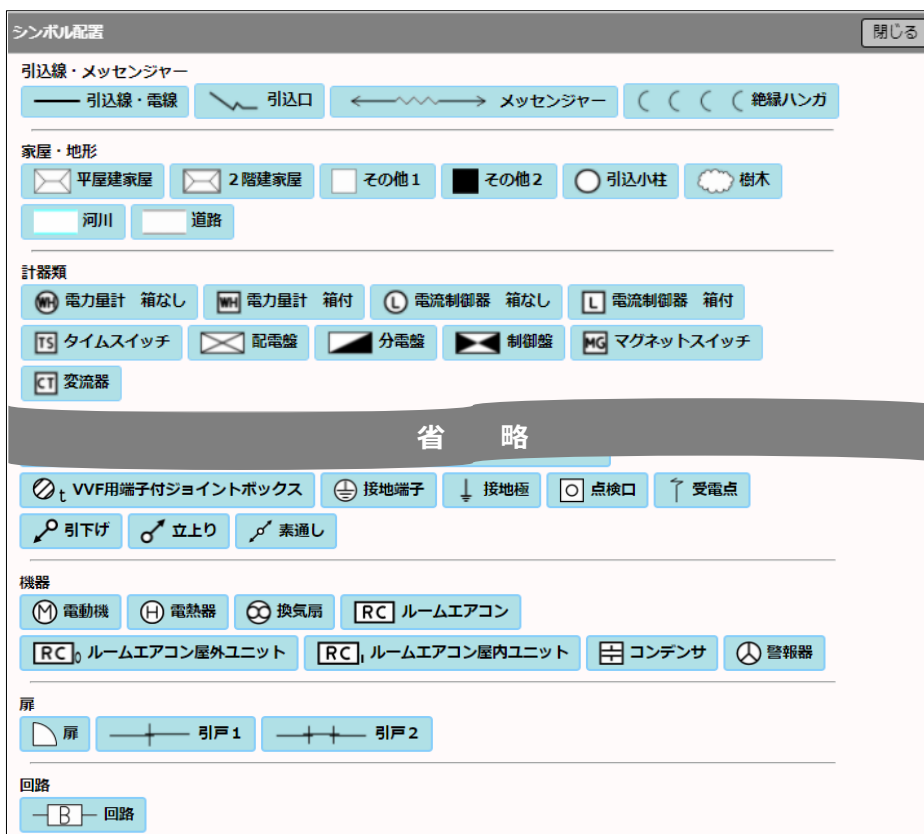 シンボル配置 閉じる
引込線・メッセンジャー
引込線・電線 引込口 メッセンジャー 絶縁ハンガ
家屋・地形
平屋建家屋 2階建家屋 その他1 その他2 引込小柱 樹木
河川 道路
計器類
WH 電力量計 箱なし WH 電力量計 箱付 L 電流制御器 箱なし L 電流制御器 箱付
TS タイムスイッチ 配電盤 分電盤 制御盤 MG マグネットスイッチ
CT 変流器
省 略
t VVF用端子付ジョイントボックス 接地端子 接地極 点検口 受電点
引下げ 立上り 素通し
機器
M 電動機 H 電熱器 換気扇 RC ルームエアコン
RC O ルームエアコン屋外ユニット RC I ルームエアコン屋内ユニット コンデンサ 警報器
扉
扉 引戸1 引戸2
回路
B 回路